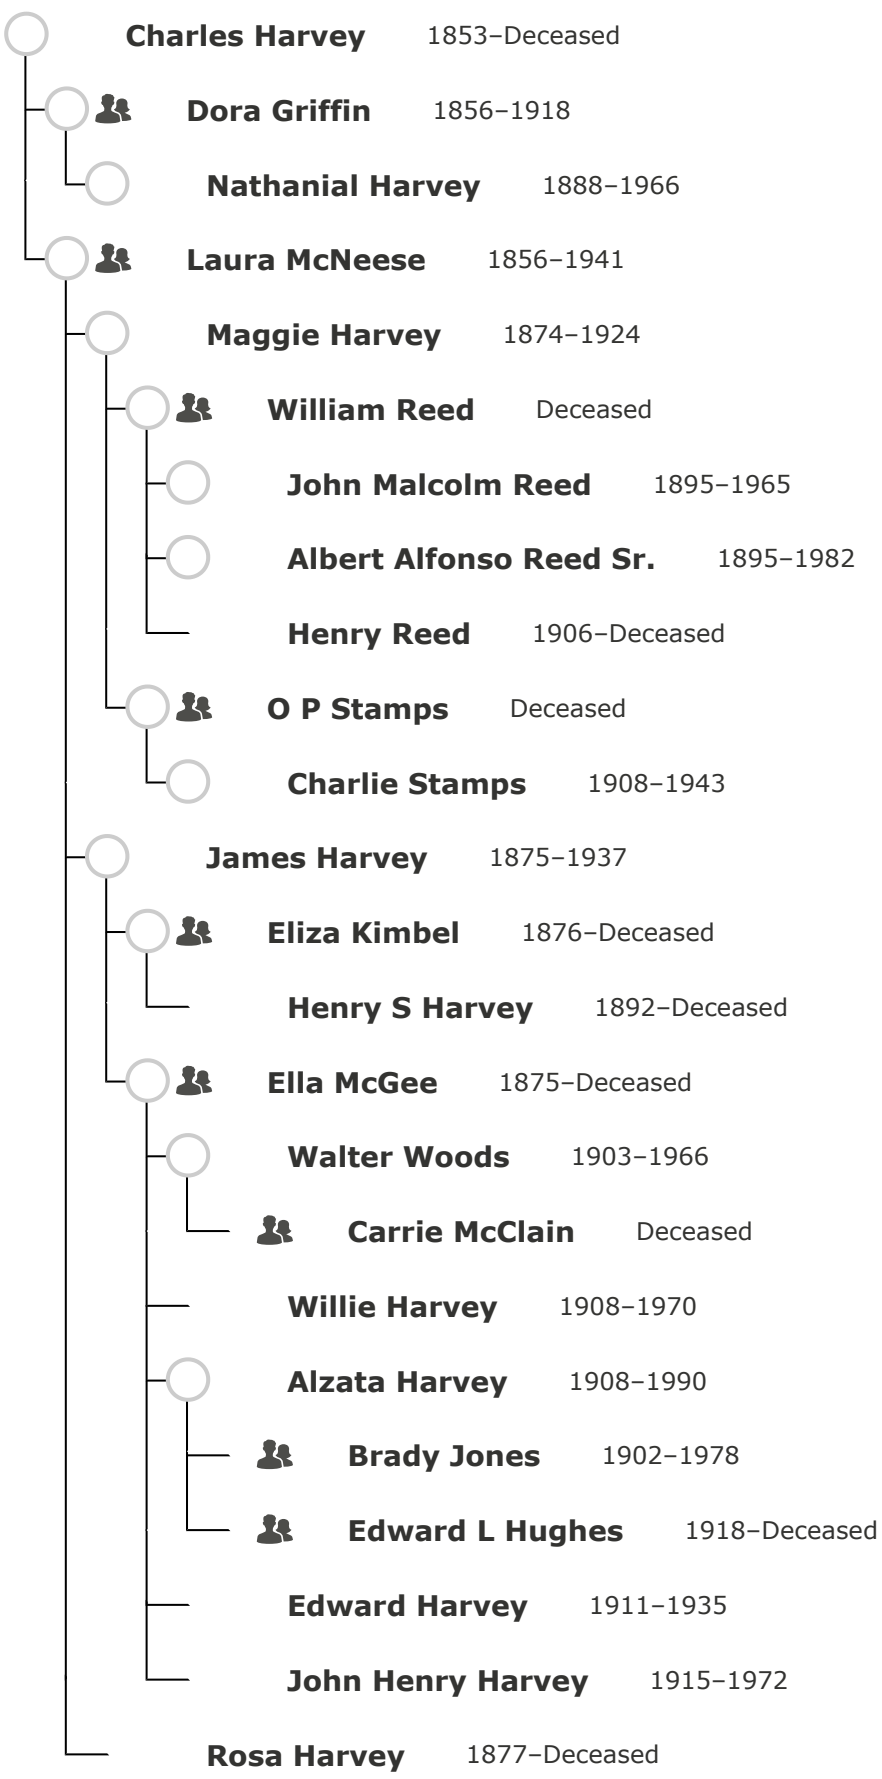 Charles Harvey 1853–Deceased
Dora Griffin 1856–1918
Nathanial Harvey 1888–1966
Laura McNeese 1856–1941
Maggie Harvey 1874–1924
William Reed Deceased
John Malcolm Reed 1895–1965
Albert Alfonso Reed Sr. 1895–1982
Henry Reed 1906–Deceased
O P Stamps Deceased
Charlie Stamps 1908–1943
James Harvey 1875–1937
Eliza Kimbel 1876–Deceased
Henry S Harvey 1892–Deceased
Ella McGee 1875–Deceased
Walter Woods 1903–1966
Carrie McClain Deceased
Willie Harvey 1908–1970
Alzata Harvey 1908–1990
Brady Jones 1902–1978
Edward L Hughes 1918–Deceased
Edward Harvey 1911–1935
John Henry Harvey 1915–1972
Rosa Harvey 1877–Deceased